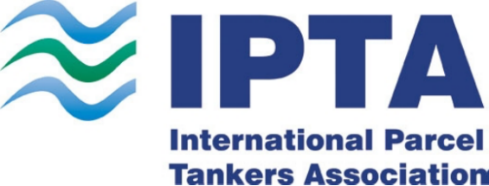 IPTA
International Parcel
Tankers Association